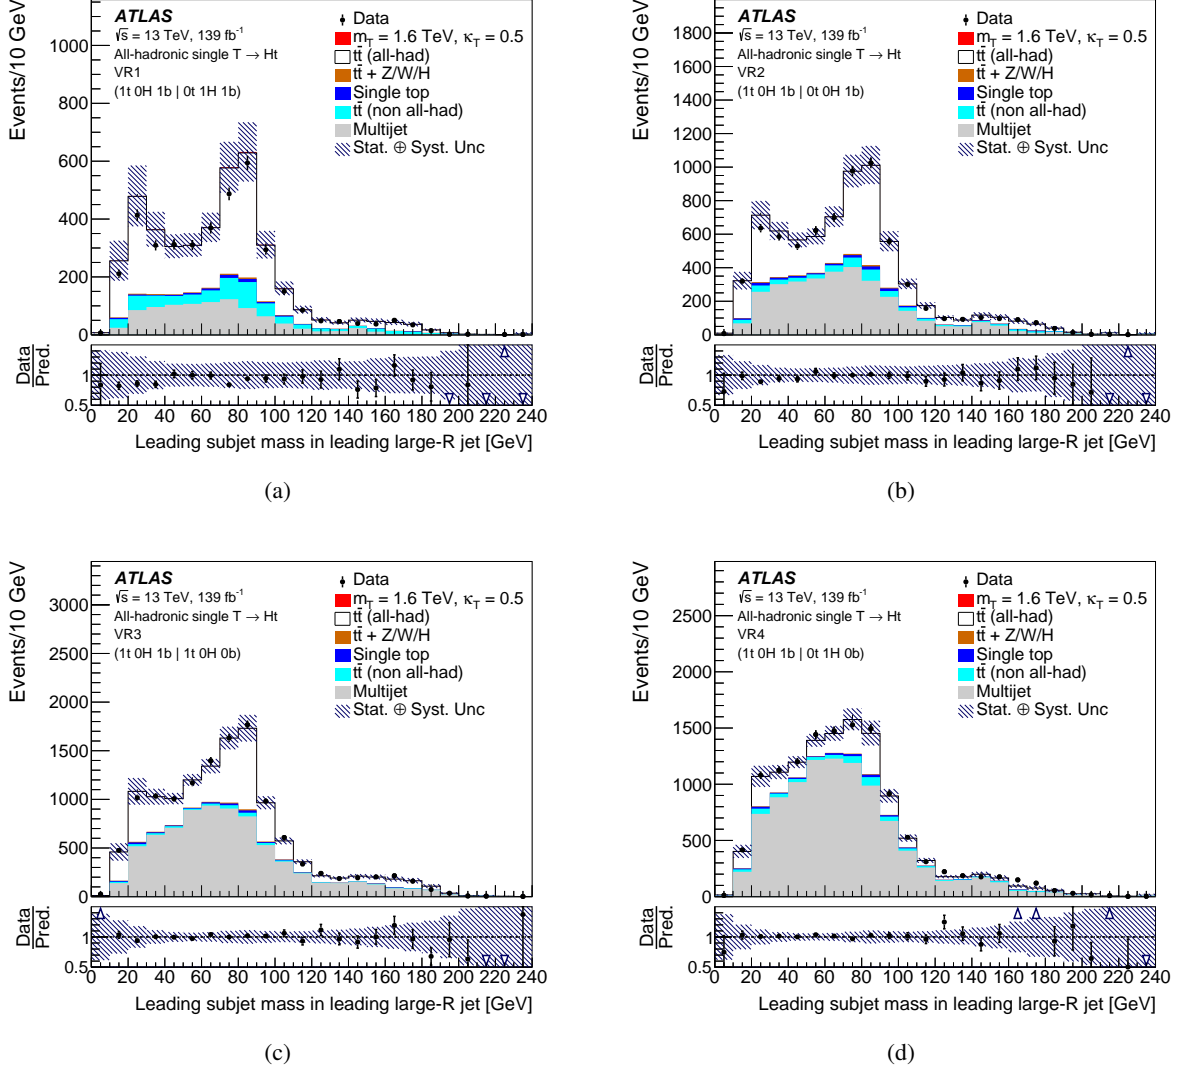 Events/10 GeV
ATLAS
√s = 13 TeV, 139 fb⁻¹
All-hadronic single T → Ht
VR1
(1t 0H 1b | 0t 1H 1b)
Data
m_T = 1.6 TeV, κ_T = 0.5
tt̄ (all-had)
tt̄ + Z/W/H
Single top
tt̄ (non all-had)
Multijet
Stat. ⊕ Syst. Unc
1000
800
600
400
200
0
Data
Pred.
1
0.5
0 20 40 60 80 100 120 140 160 180 200 220 240
Leading subjet mass in leading large-R jet [GeV]
(a)
Events/10 GeV
ATLAS
√s = 13 TeV, 139 fb⁻¹
All-hadronic single T → Ht
VR2
(1t 0H 1b | 0t 0H 1b)
Data
m_T = 1.6 TeV, κ_T = 0.5
tt̄ (all-had)
tt̄ + Z/W/H
Single top
tt̄ (non all-had)
Multijet
Stat. ⊕ Syst. Unc
1800
1600
1400
1200
1000
800
600
400
200
0
Data
Pred.
1
0.5
0 20 40 60 80 100 120 140 160 180 200 220 240
Leading subjet mass in leading large-R jet [GeV]
(b)
Events/10 GeV
ATLAS
√s = 13 TeV, 139 fb⁻¹
All-hadronic single T → Ht
VR3
(1t 0H 1b | 1t 0H 0b)
Data
m_T = 1.6 TeV, κ_T = 0.5
tt̄ (all-had)
tt̄ + Z/W/H
Single top
tt̄ (non all-had)
Multijet
Stat. ⊕ Syst. Unc
3000
2500
2000
1500
1000
500
0
Data
Pred.
1
0.5
0 20 40 60 80 100 120 140 160 180 200 220 240
Leading subjet mass in leading large-R jet [GeV]
(c)
Events/10 GeV
ATLAS
√s = 13 TeV, 139 fb⁻¹
All-hadronic single T → Ht
VR4
(1t 0H 1b | 0t 1H 0b)
Data
m_T = 1.6 TeV, κ_T = 0.5
tt̄ (all-had)
tt̄ + Z/W/H
Single top
tt̄ (non all-had)
Multijet
Stat. ⊕ Syst. Unc
2500
2000
1500
1000
500
0
Data
Pred.
1
0.5
0 20 40 60 80 100 120 140 160 180 200 220 240
Leading subjet mass in leading large-R jet [GeV]
(d)